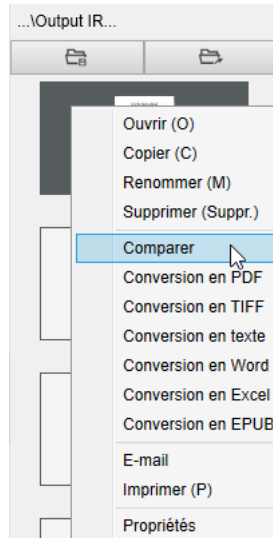 ...\Output IR...
Ouvrir (O)
Copier (C)
Renommer (M)
Supprimer (Suppr.)
Comparer
Conversion en PDF
Conversion en TIFF
Conversion en texte
Conversion en Word
Conversion en Excel
Conversion en EPUB
E-mail
Imprimer (P)
Propriétés